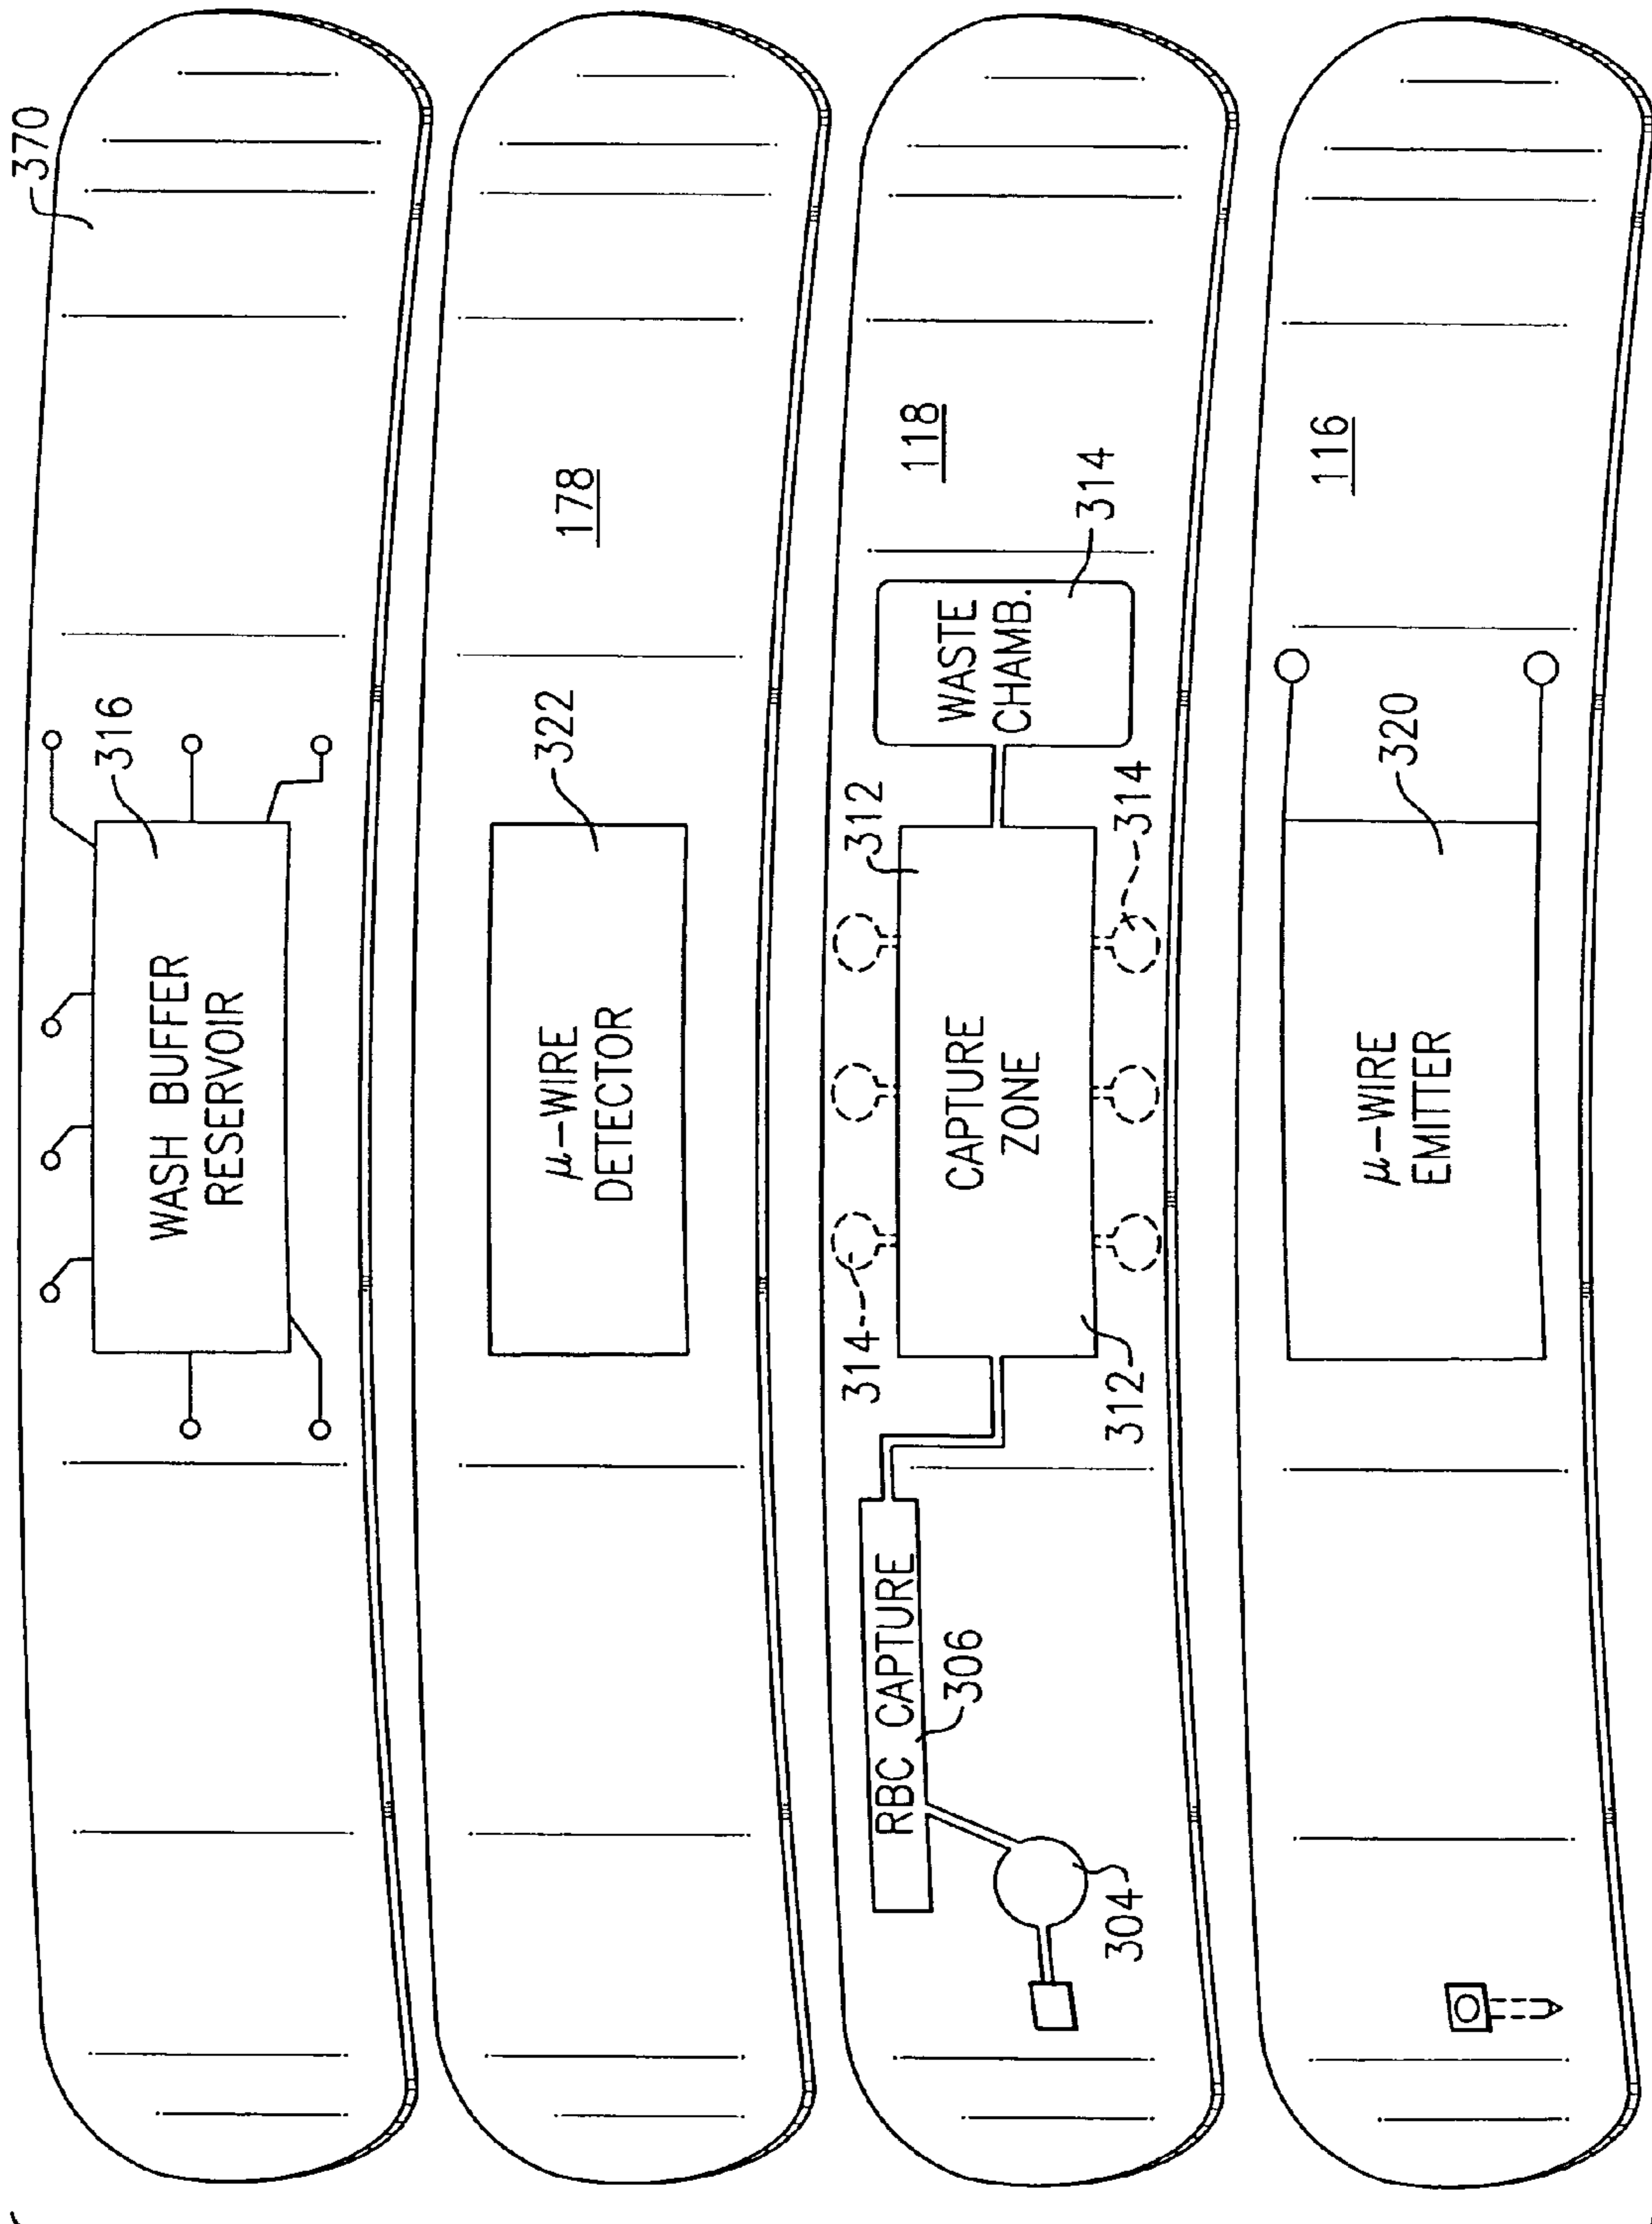 370
316
WASH BUFFER
RESERVOIR
178
322
μ-WIRE
DETECTOR
118
314
WASTE
CHAMB.
312
314
CAPTURE
ZONE
314
312
RBC CAPTURE
306
304
116
320
μ-WIRE
EMITTER